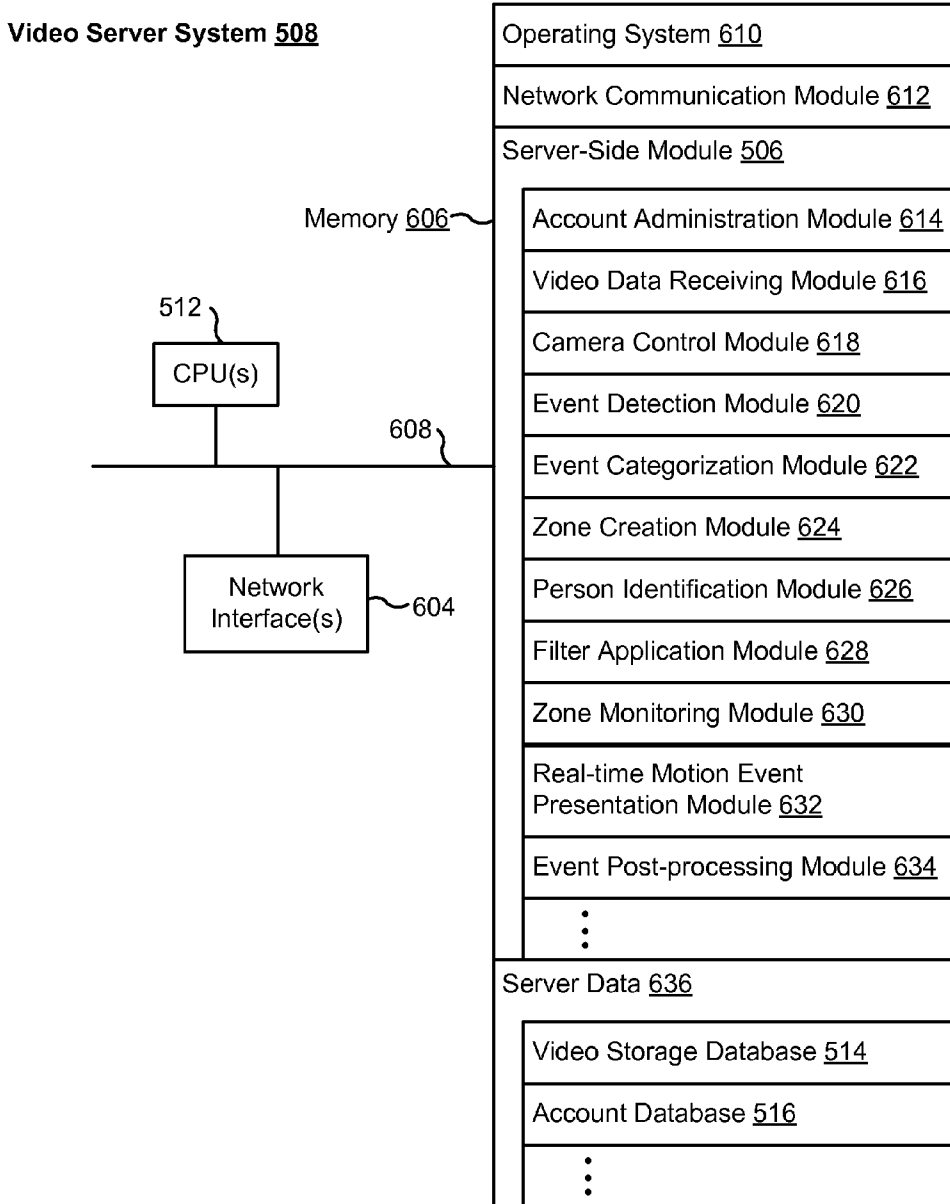 Video Server System 508
Operating System 610
Network Communication Module 612
Server-Side Module 506
Memory 606
Account Administration Module 614
Video Data Receiving Module 616
512
Camera Control Module 618
CPU(s)
Event Detection Module 620
608
Event Categorization Module 622
Zone Creation Module 624
Network
Interface(s)
604
Person Identification Module 626
Filter Application Module 628
Zone Monitoring Module 630
Real-time Motion Event
Presentation Module 632
Event Post-processing Module 634
Server Data 636
Video Storage Database 514
Account Database 516